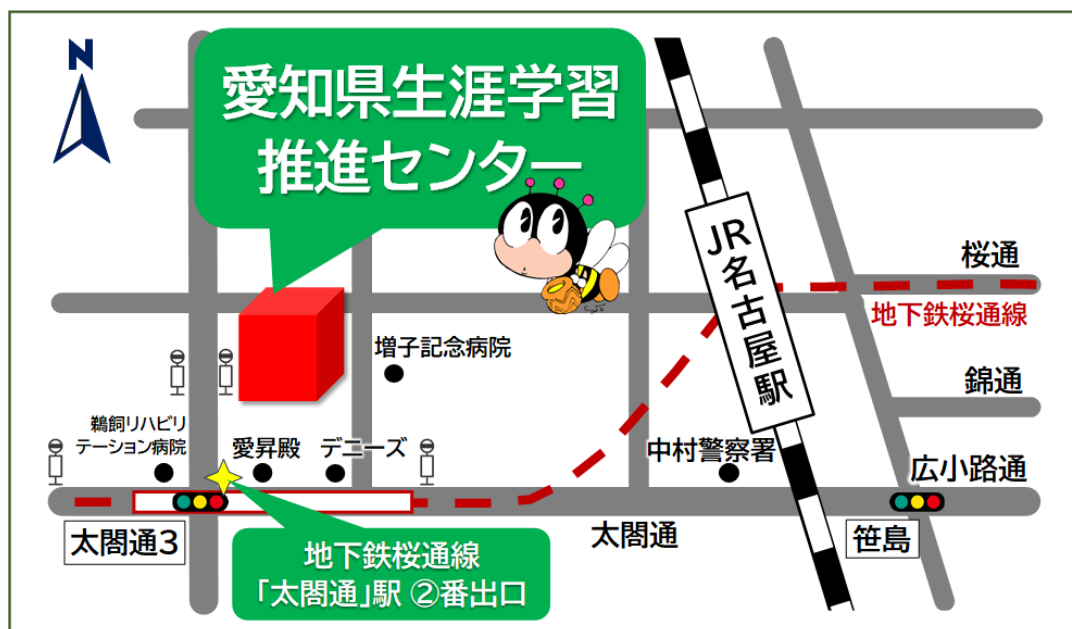 N
愛知県生涯学習
推進センター
JR名古屋駅
桜通
地下鉄桜通線
増子記念病院
錦通
鵜飼リハビリ
テーション病院
愛昇殿
デニーズ
中村警察署
広小路通
太閤通3
太閤通
笹島
地下鉄桜通線
「太閤通」駅 ②番出口